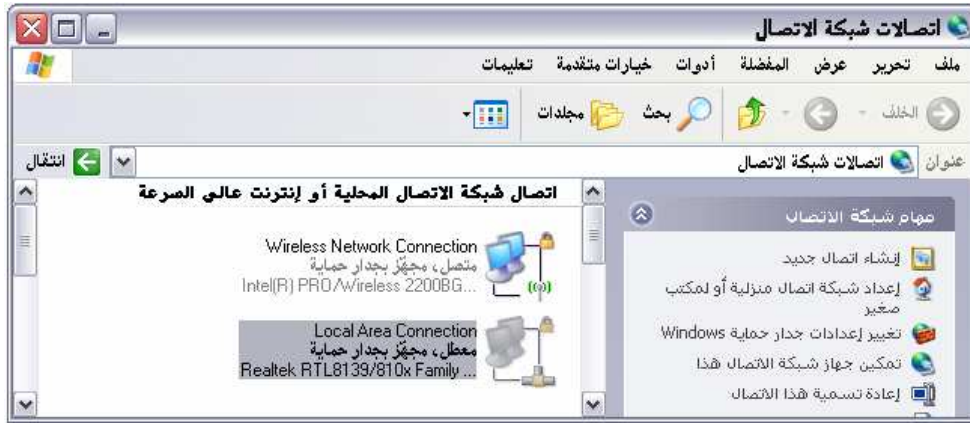 اتصالات شبكة الاتصال
ملف تحرير عرض المفضلة أدوات خيارات متقدمة تعليمات
الخلف بحث مجلدات
عنوان اتصالات شبكة الاتصال انتقال
مهام شبكة الاتصال
إنشاء اتصال جديد
إعداد شبكة اتصال منزلية أو لمكتب
صغير
تغيير إعدادات جدار حماية Windows
تمكين جهاز شبكة الاتصال هذا
إعادة تسمية هذا الاتصال
اتصال شبكة الاتصال المحلية أو إنترنت عالي السرعة
Wireless Network Connection
متصل، مجهّز بجدار حماية
Intel(R) PRO/Wireless 2200BG...
Local Area Connection
معطل، مجهّز بجدار حماية
Realtek RTL8139/810x Family ...